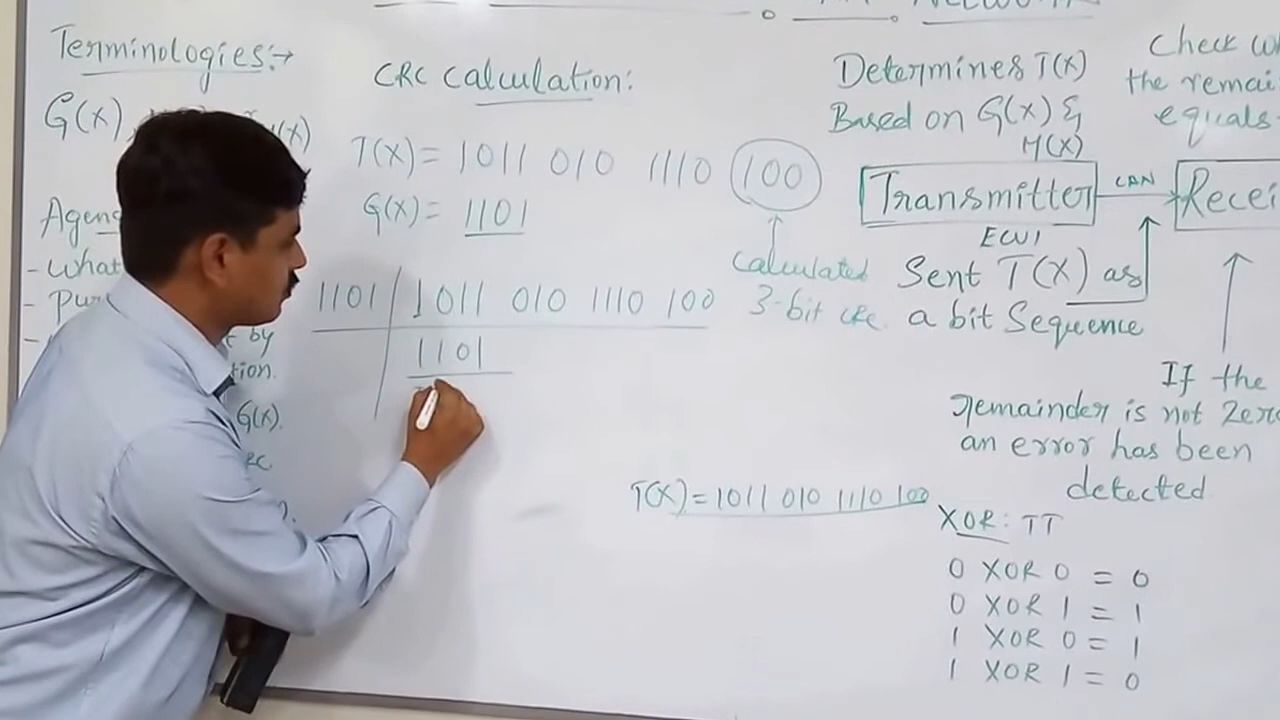 NETWORK
Terminologies:→
G(X), (X)
Agen
- What
- Pur
t by
tion.
G(X).
CRC Calculation:
T(X) = 1011 010 1110 100
G(X) = 1101
Calculated
3-bit CRC.
1101 1011 010 1110 100
1101
T(X) = 1011 010 1110 100
Determines T(X)
Based on G(X) &
M(X)
Transmitter
CAN
ECU1
Sent T(X) as
a bit Sequence
Check
the remai
equals
Recei
If the
remainder is not Zero
an error has been
detected
XOR: TT
0 XOR 0 = 0
0 XOR 1 = 1
1 XOR 0 = 1
1 XOR 1 = 0